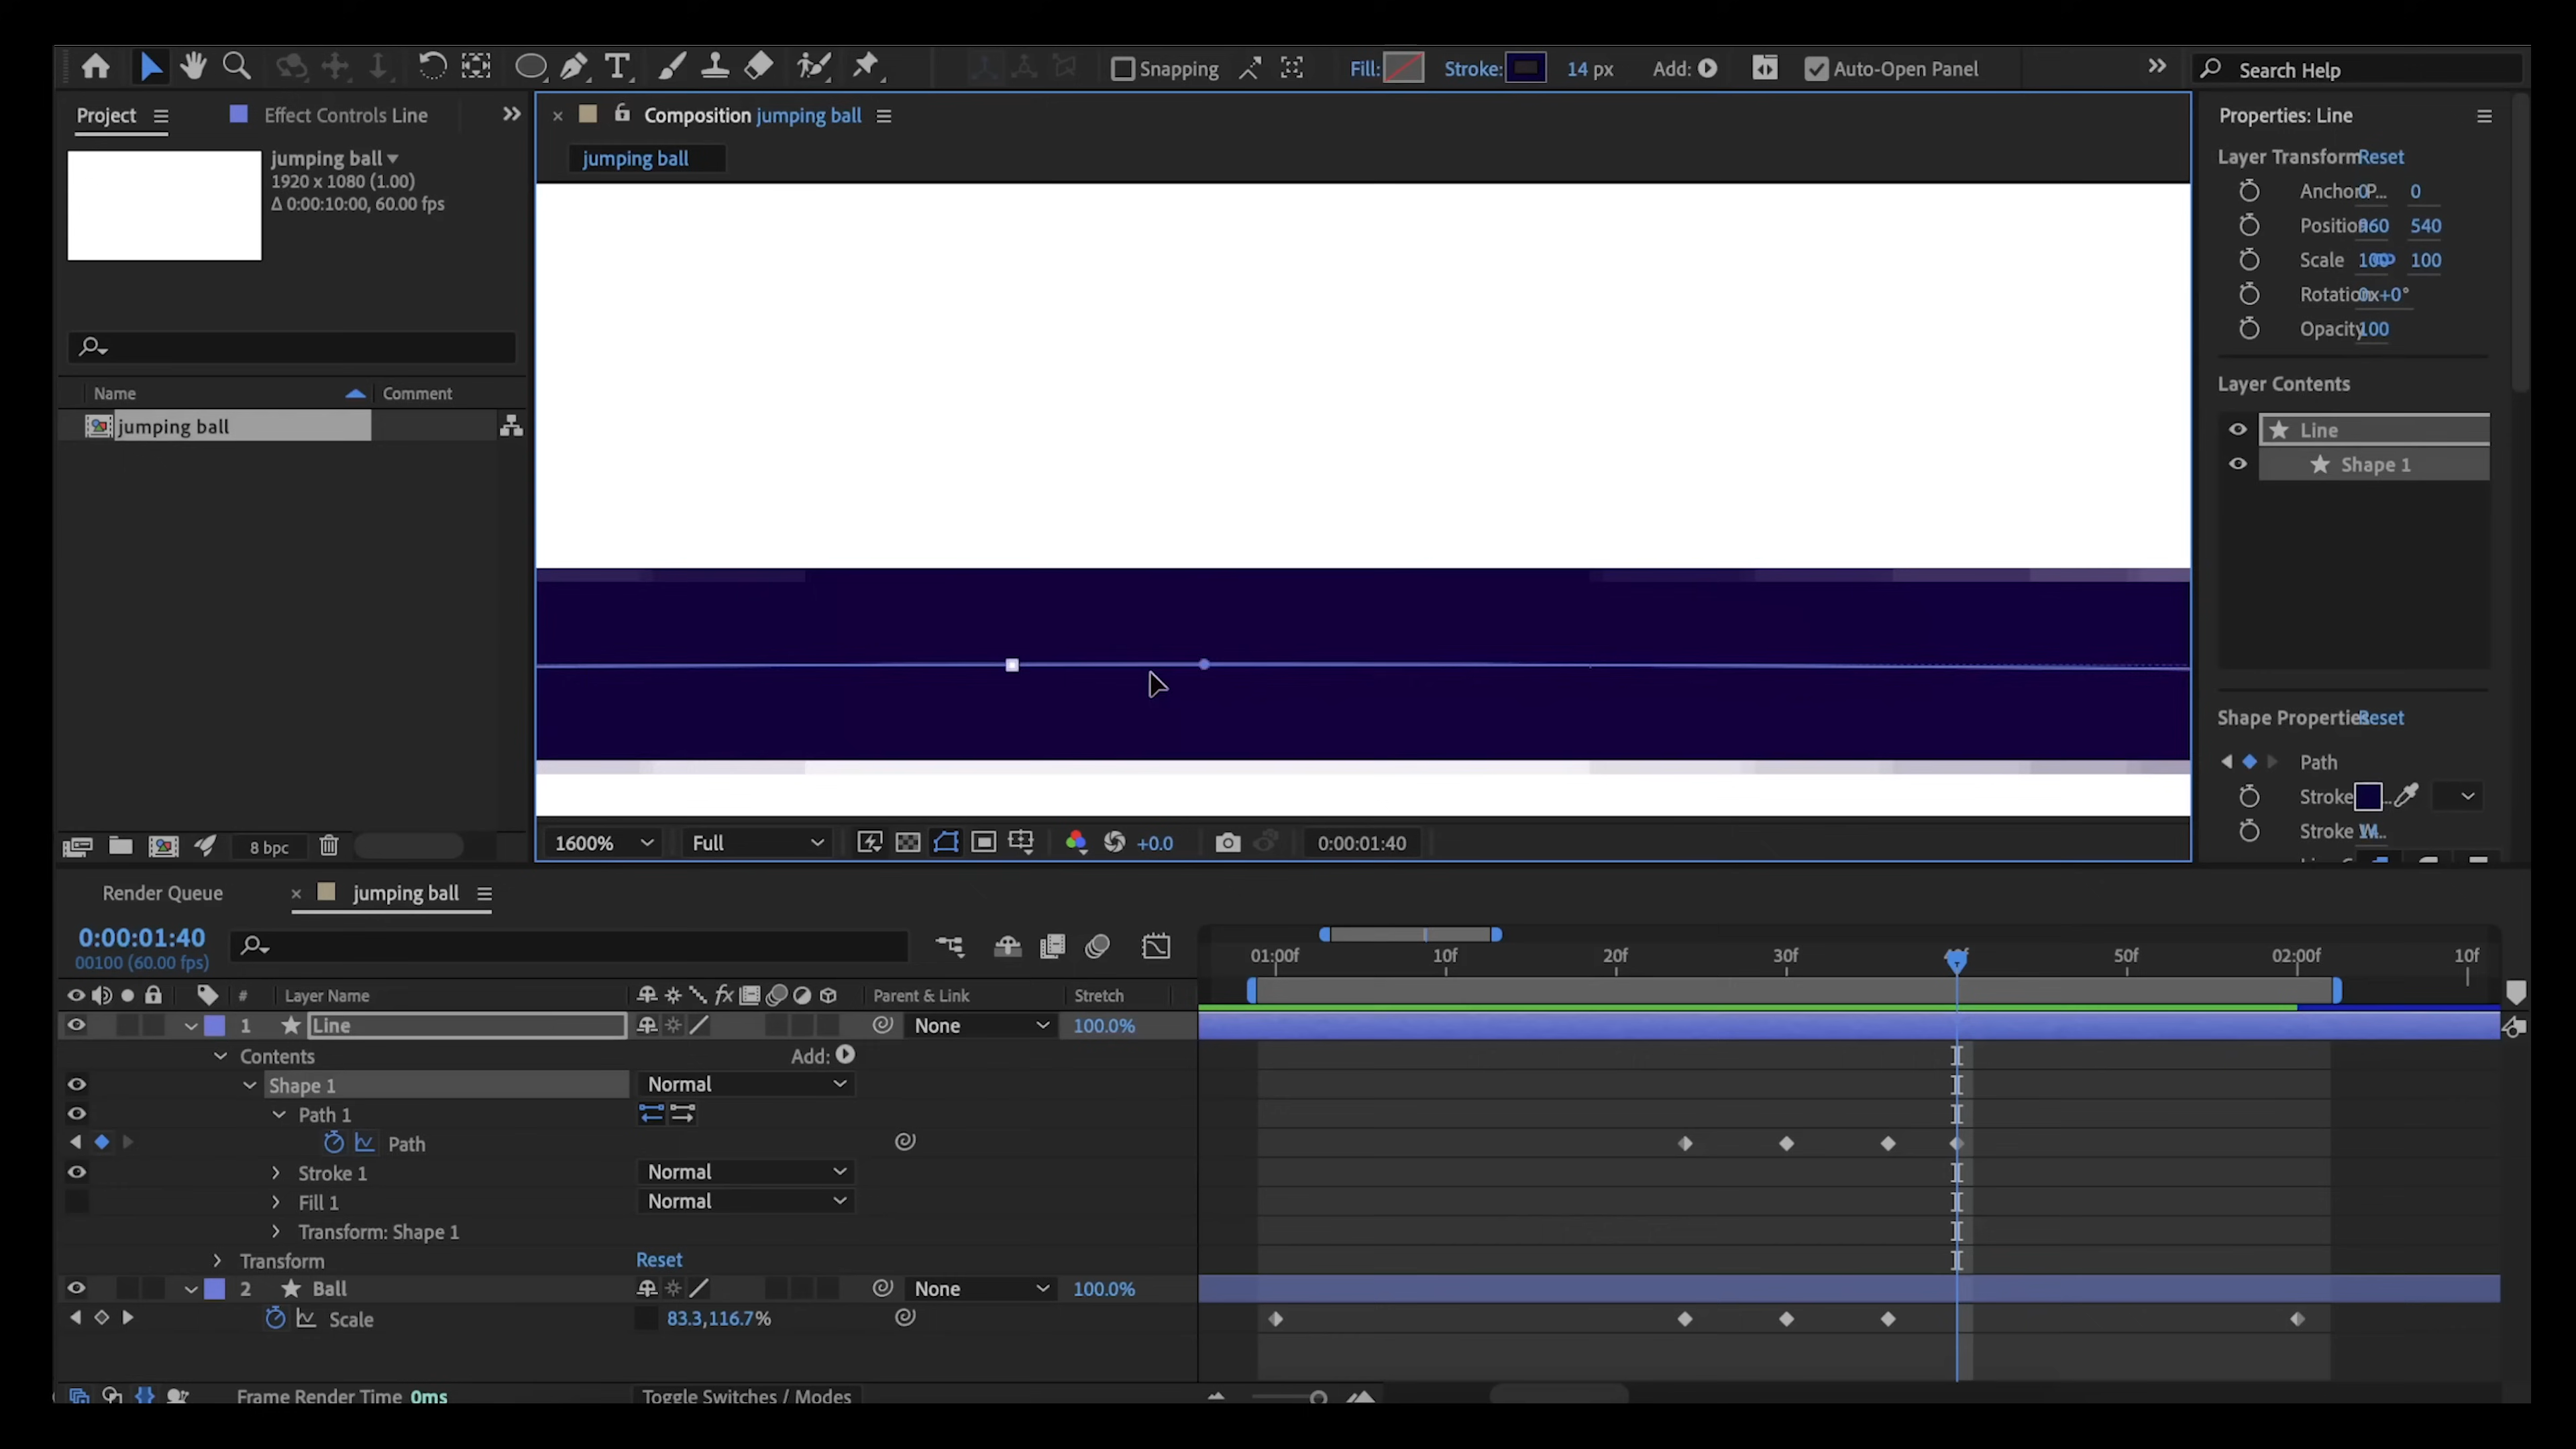 Snapping
Fill:
Stroke:
14 px
Add:
Auto-Open Panel
Search Help
Project
Effect Controls Line
jumping ball
1920 x 1080 (1.00)
Δ 0:00:10:00, 60.00 fps
Name
Comment
jumping ball
8 bpc
Composition jumping ball
jumping ball
1600%
Full
+0.0
0:00:01:40
Properties: Line
Layer Transform Reset
Anchor P... 0 0
Position 960 540
Scale 100 100
Rotation 0x+0°
Opacity 100
Layer Contents
Line
Shape 1
Shape Properties Reset
Path
Stroke
Stroke W... 14
Render Queue
jumping ball
0:00:01:40
00100 (60.00 fps)
01:00f 10f 20f 30f 40f 50f 02:00f 10f
# Layer Name fx Parent & Link Stretch
1 Line None 100.0%
Contents Add:
Shape 1 Normal
Path 1
Path
Stroke 1 Normal
Fill 1 Normal
Transform: Shape 1
Transform Reset
2 Ball None 100.0%
Scale 83.3,116.7%
Frame Render Time 0ms
Toggle Switches / Modes